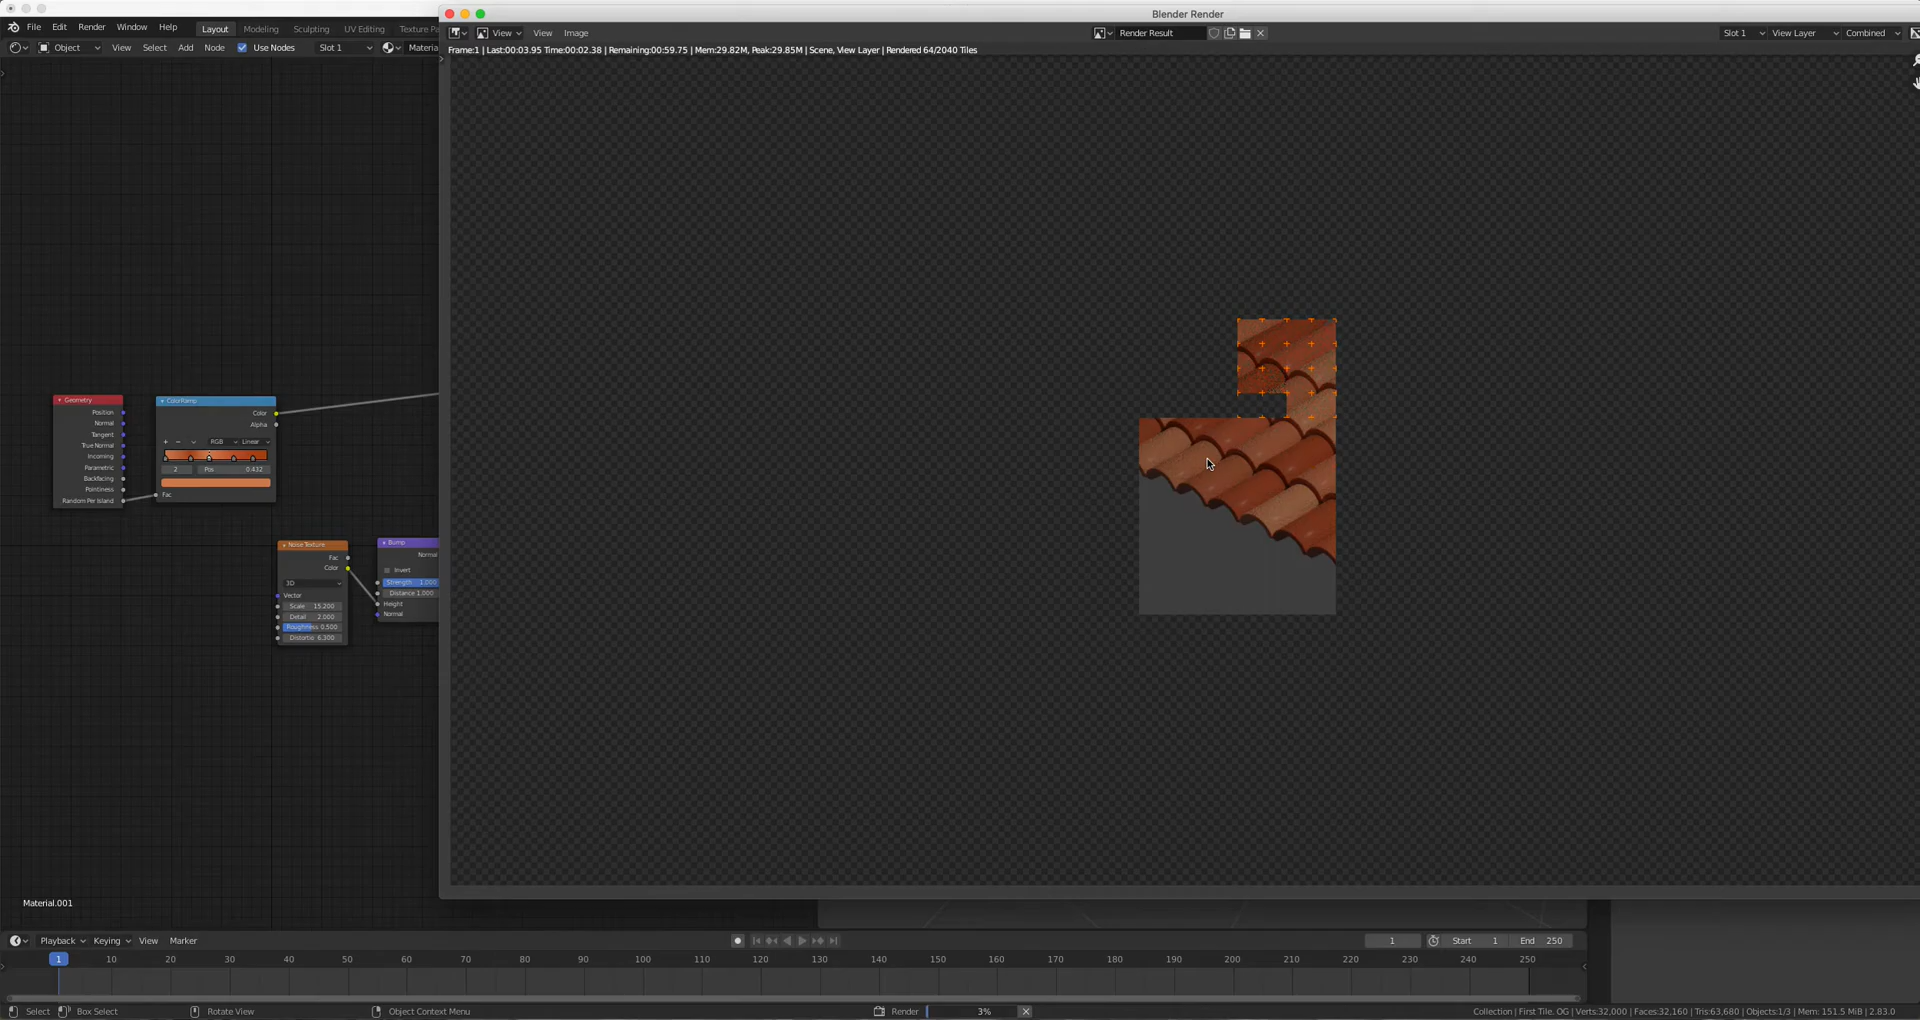 Blender Render
File Edit Render Window Help Layout Modeling Sculpting UV Editing Texture Pa
View View Image Render Result Slot 1 View Layer Combined
Object View Select Add Node Use Nodes Slot 1 Materia
Frame:1 | Last:00:03.95 Time:00:02.38 | Remaining:00:59.75 | Mem:29.82M, Peak:29.85M | Scene, View Layer | Rendered 64/2040 Tiles
Geometry
Position
Normal
Tangent
True Normal
Incoming
Parametric
Backfacing
Pointiness
Random Per Island
ColorRamp
Color
Alpha
RGB Linear
2 Pos 0.432
Fac
Noise Texture
Fac
Color
3D
Vector
Scale 15.200
Detail 2.000
Roughness 0.500
Distortio 6.300
Bump
Normal
Invert
Strength 1.000
Distance 1.000
Height
Normal
Material.001
Playback Keying View Marker 1 Start 1 End 250
1 10 20 30 40 50 60 70 80 90 100 110 120 130 140 150 160 170 180 190 200 210 220 230 240 250
Select Box Select Rotate View Object Context Menu Render 3% Collection | First Tile. OG | Verts:32,000 | Faces:32,160 | Tris:63,680 | Objects:1/3 | Mem: 151.5 MiB | 2.83.0